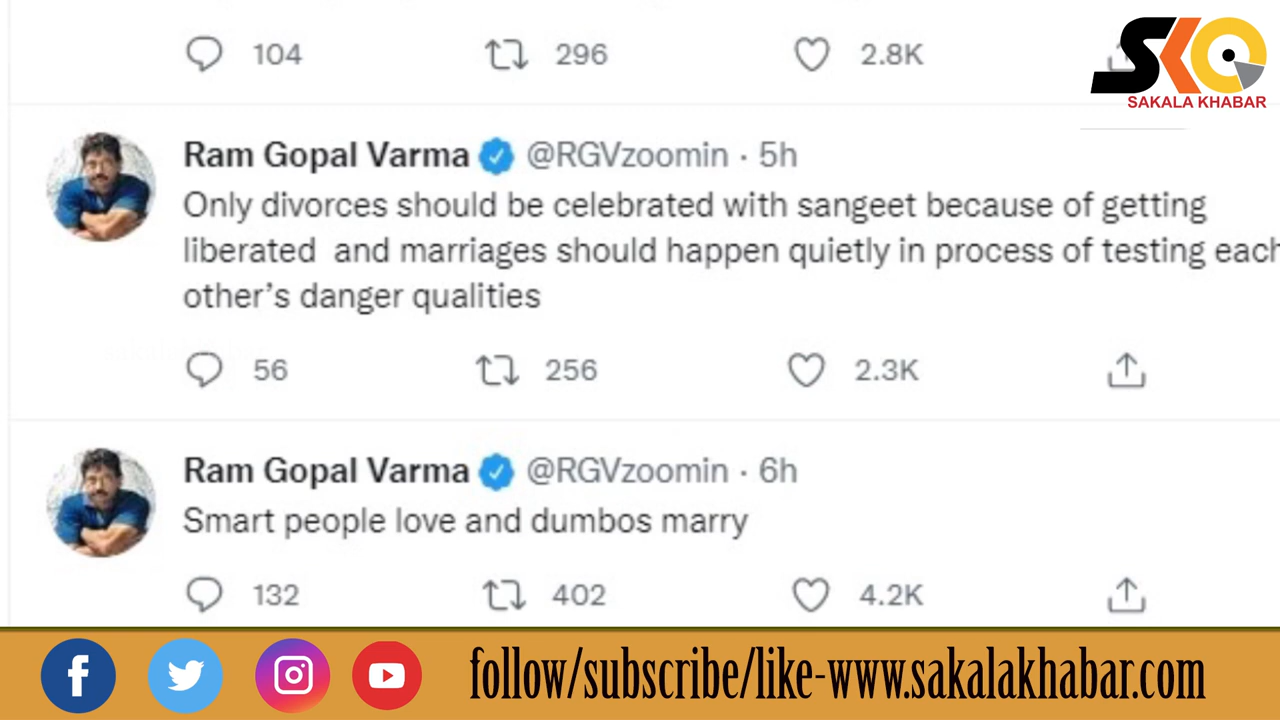 104 296 2.8K
SKQ
SAKALA KHABAR
Ram Gopal Varma @RGVzoomin · 5h
Only divorces should be celebrated with sangeet because of getting
liberated and marriages should happen quietly in process of testing each
other’s danger qualities
56 256 2.3K
Ram Gopal Varma @RGVzoomin · 6h
Smart people love and dumbos marry
132 402 4.2K
follow/subscribe/like-www.sakalakhabar.com